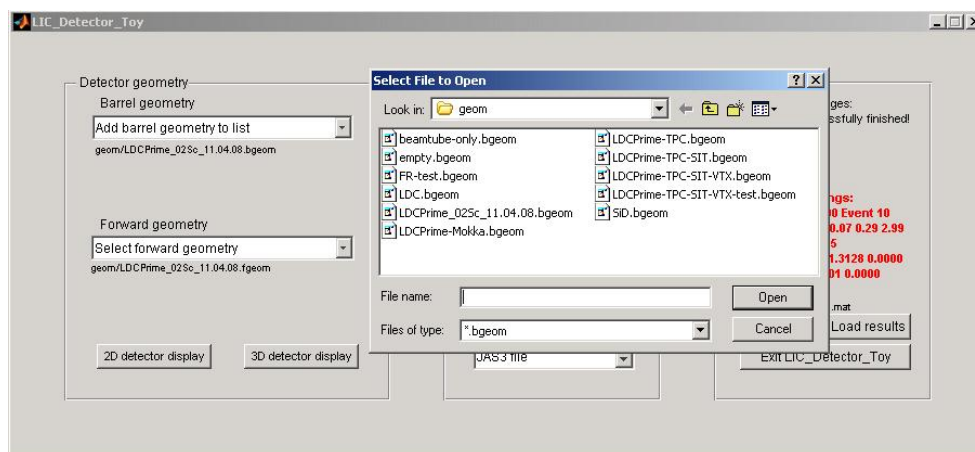 LIC_Detector_Toy
Detector geometry
Barrel geometry
Add barrel geometry to list
geom/LDCPrime_02Sc_11.04.08.bgeom
Forward geometry
Select forward geometry
geom/LDCPrime_02Sc_11.04.08.fgeom
2D detector display
3D detector display
Select File to Open
Look in:
geom
beamtube-only.bgeom
empty.bgeom
FR-test.bgeom
LDC.bgeom
LDCPrime_02Sc_11.04.08.bgeom
LDCPrime-Mokka.bgeom
LDCPrime-TPC.bgeom
LDCPrime-TPC-SIT.bgeom
LDCPrime-TPC-SIT-VTX.bgeom
LDCPrime-TPC-SIT-VTX-test.bgeom
SiD.bgeom
File name:
Open
Files of type:
*.bgeom
Cancel
JAS3 file
ges:
ssfully finished!
ngs:
00 Event 10
0.07 0.29 2.99
5
1.3128 0.0000
01 0.0000
.mat
Load results
Exit LIC_Detector_Toy